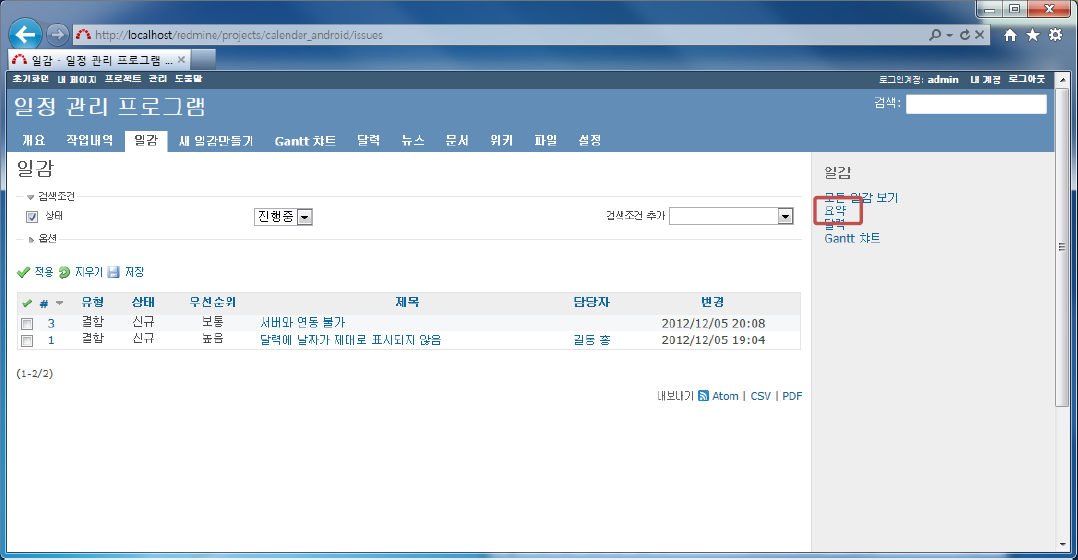 http://localhost/redmine/projects/calender_android/issues
일감 - 일정 관리 프로그램 ...
초기화면 내 페이지 프로젝트 관리 도움말 로그인계정: admin 내 계정 로그아웃
일정 관리 프로그램 검색:
개요 작업내역 일감 새 일감만들기 Gantt 챠트 달력 뉴스 문서 위키 파일 설정
일감
검색조건
상태 진행중 검색조건 추가
옵션
적용 지우기 저장
# 유형 상태 우선순위 제목 담당자 변경
3 결함 신규 보통 서버와 연동 불가 2012/12/05 20:08
1 결함 신규 높음 달력에 날자가 제대로 표시되지 않음 길동 홍 2012/12/05 19:04
(1-2/2)
내보내기 Atom | CSV | PDF
일감
모든 일감 보기
요약
달력
Gantt 챠트